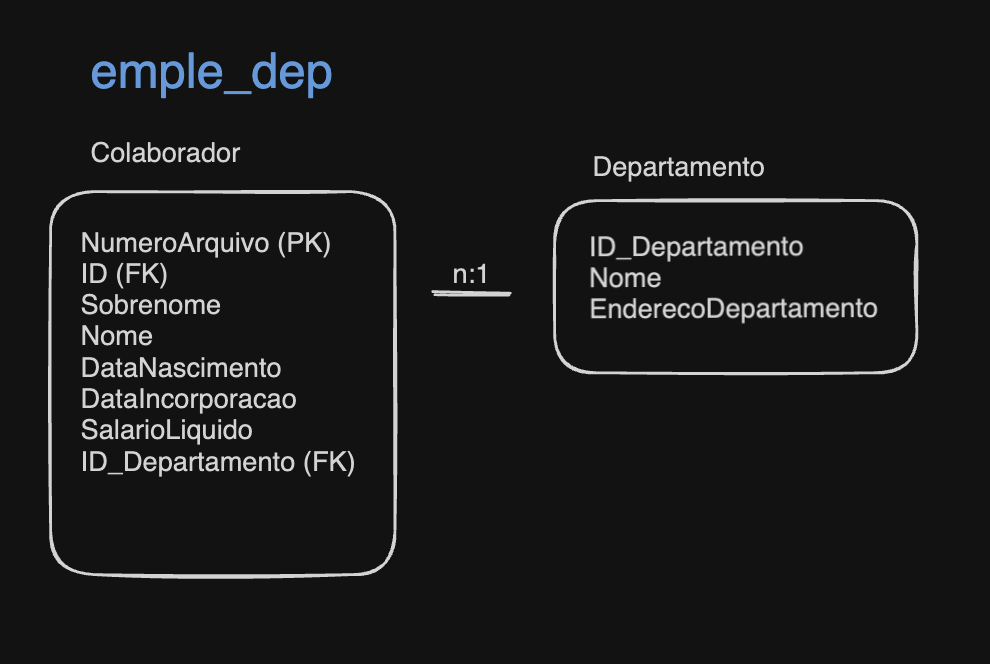 emple_dep
Colaborador
NumeroArquivo (PK)
ID (FK)
Sobrenome
Nome
DataNascimento
DataIncorporacao
SalarioLiquido
ID_Departamento (FK)
n:1
Departamento
ID_Departamento
Nome
EnderecoDepartamento